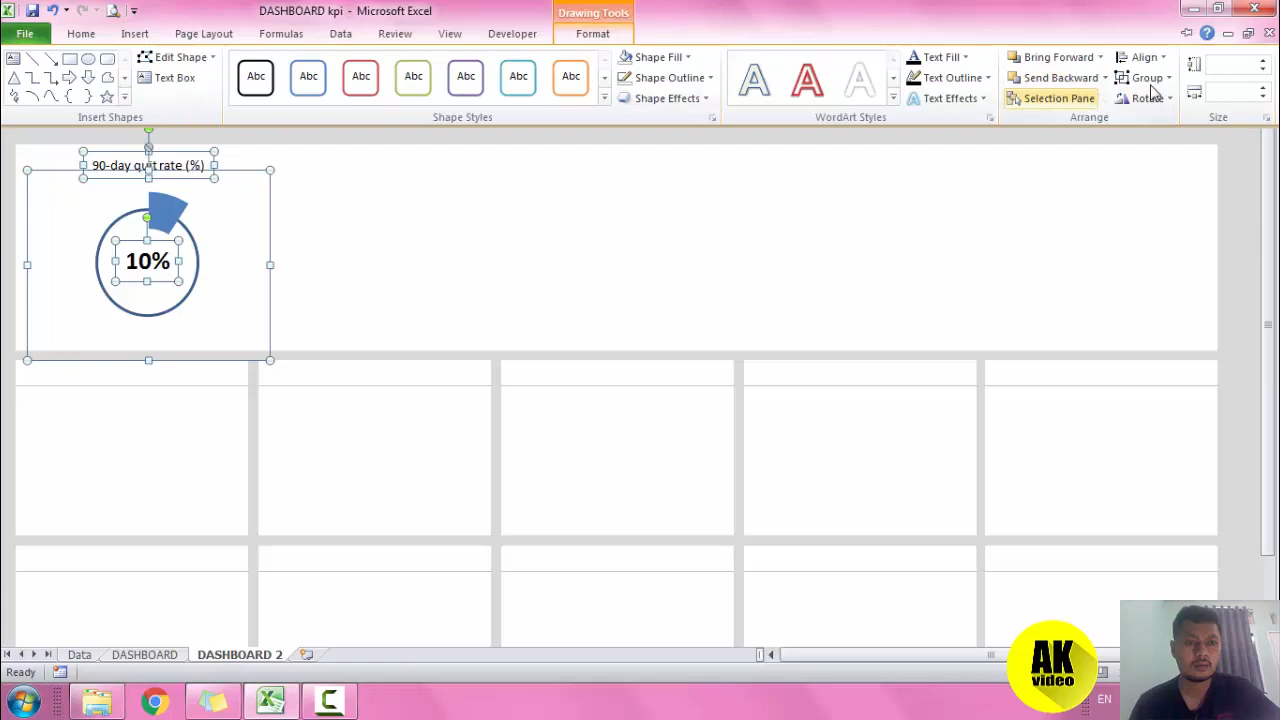 DASHBOARD kpi - Microsoft Excel
Drawing Tools
File Home Insert Page Layout Formulas Data Review View Developer Format
Edit Shape
Text Box
Insert Shapes
Abc Abc Abc Abc Abc Abc Abc
Shape Fill
Shape Outline
Shape Effects
Shape Styles
Text Fill
Text Outline
Text Effects
WordArt Styles
Bring Forward
Send Backward
Selection Pane
Align
Group
Rotate
Arrange
Size
90-day quit rate (%)
10%
Data DASHBOARD DASHBOARD 2
Ready
AK
video
EN